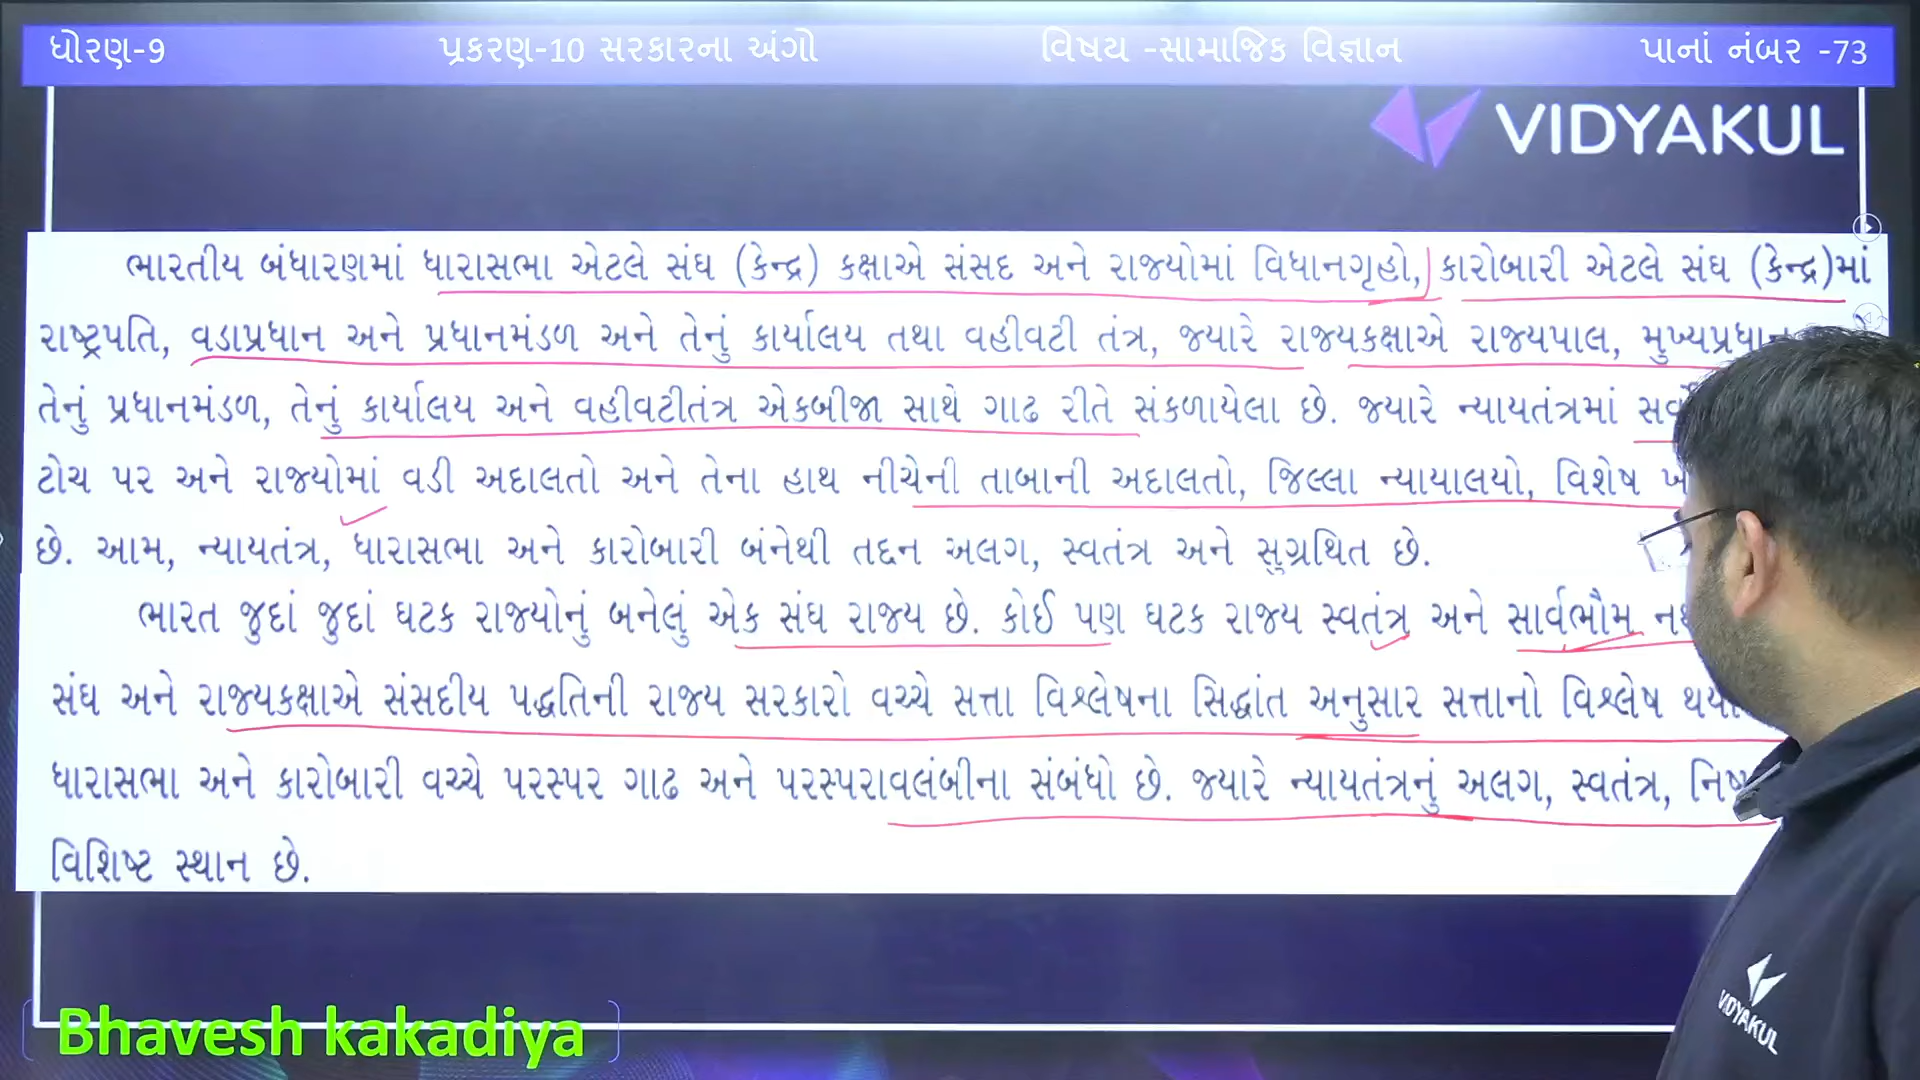 ધોરણ-9 પ્રકરણ-10 સરકારના અંગો વિષય -સામાજિક વિજ્ઞાન પાનાં નંબર -73
VIDYAKUL
ભારતીય બંધારણમાં ધારાસભા એટલે સંઘ (કેન્દ્ર) કક્ષાએ સંસદ અને રાજ્યોમાં વિધાનગૃહો, કારોબારી એટલે સંઘ (કેન્દ્ર)માં
રાષ્ટ્રપતિ, વડાપ્રધાન અને પ્રધાનમંડળ અને તેનું કાર્યાલય તથા વહીવટી તંત્ર, જ્યારે રાજ્યકક્ષાએ રાજ્યપાલ,
તેનું પ્રધાનમંડળ, તેનું કાર્યાલય અને વહીવટીતંત્ર એકબીજા સાથે ગાઢ રીતે સંકળાયેલા છે. જ્યારે ન્યાયતંત્રમાં
ટોચ પર અને રાજ્યોમાં વડી અદાલતો અને તેના હાથ નીચેની તાબાની અદાલતો, જિલ્લા ન્યાયાલયો, વિશેષ
છે. આમ, ન્યાયતંત્ર, ધારાસભા અને કારોબારી બંનેથી તદ્દન અલગ, સ્વતંત્ર અને સુગ્રથિત છે.
ભારત જુદાં જુદાં ઘટક રાજ્યોનું બનેલું એક સંઘ રાજ્ય છે. કોઈ પણ ઘટક રાજ્ય સ્વતંત્ર અને સાર્વભૌમ
સંઘ અને રાજ્યકક્ષાએ સંસદીય પદ્ધતિની રાજ્ય સરકારો વચ્ચે સત્તા વિશ્લેષના સિદ્ધાંત અનુસાર સત્તાનો વિશ્લેષ
ધારાસભા અને કારોબારી વચ્ચે પરસ્પર ગાઢ અને પરસ્પરાવલંબીના સંબંધો છે. જ્યારે ન્યાયતંત્રનું અલગ, સ્વતંત્ર,
વિશિષ્ટ સ્થાન છે.
VIDYAKUL
Bhavesh kakadiya